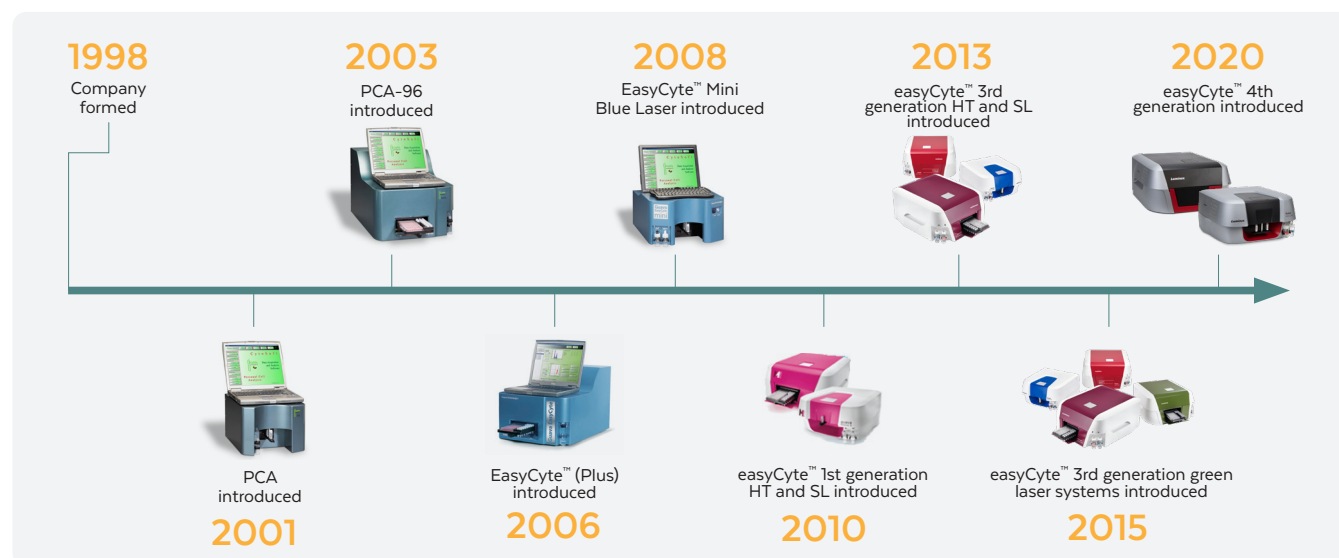 1998
Company
formed
2003
PCA-96
introduced
2008
EasyCyte™ Mini
Blue Laser introduced
2013
easyCyte™ 3rd
generation HT and SL
introduced
2020
easyCyte™ 4th
generation introduced
PCA
introduced
2001
EasyCyte™ (Plus)
introduced
2006
easyCyte™ 1st generation
HT and SL introduced
2010
easyCyte™ 3rd generation green
laser systems introduced
2015